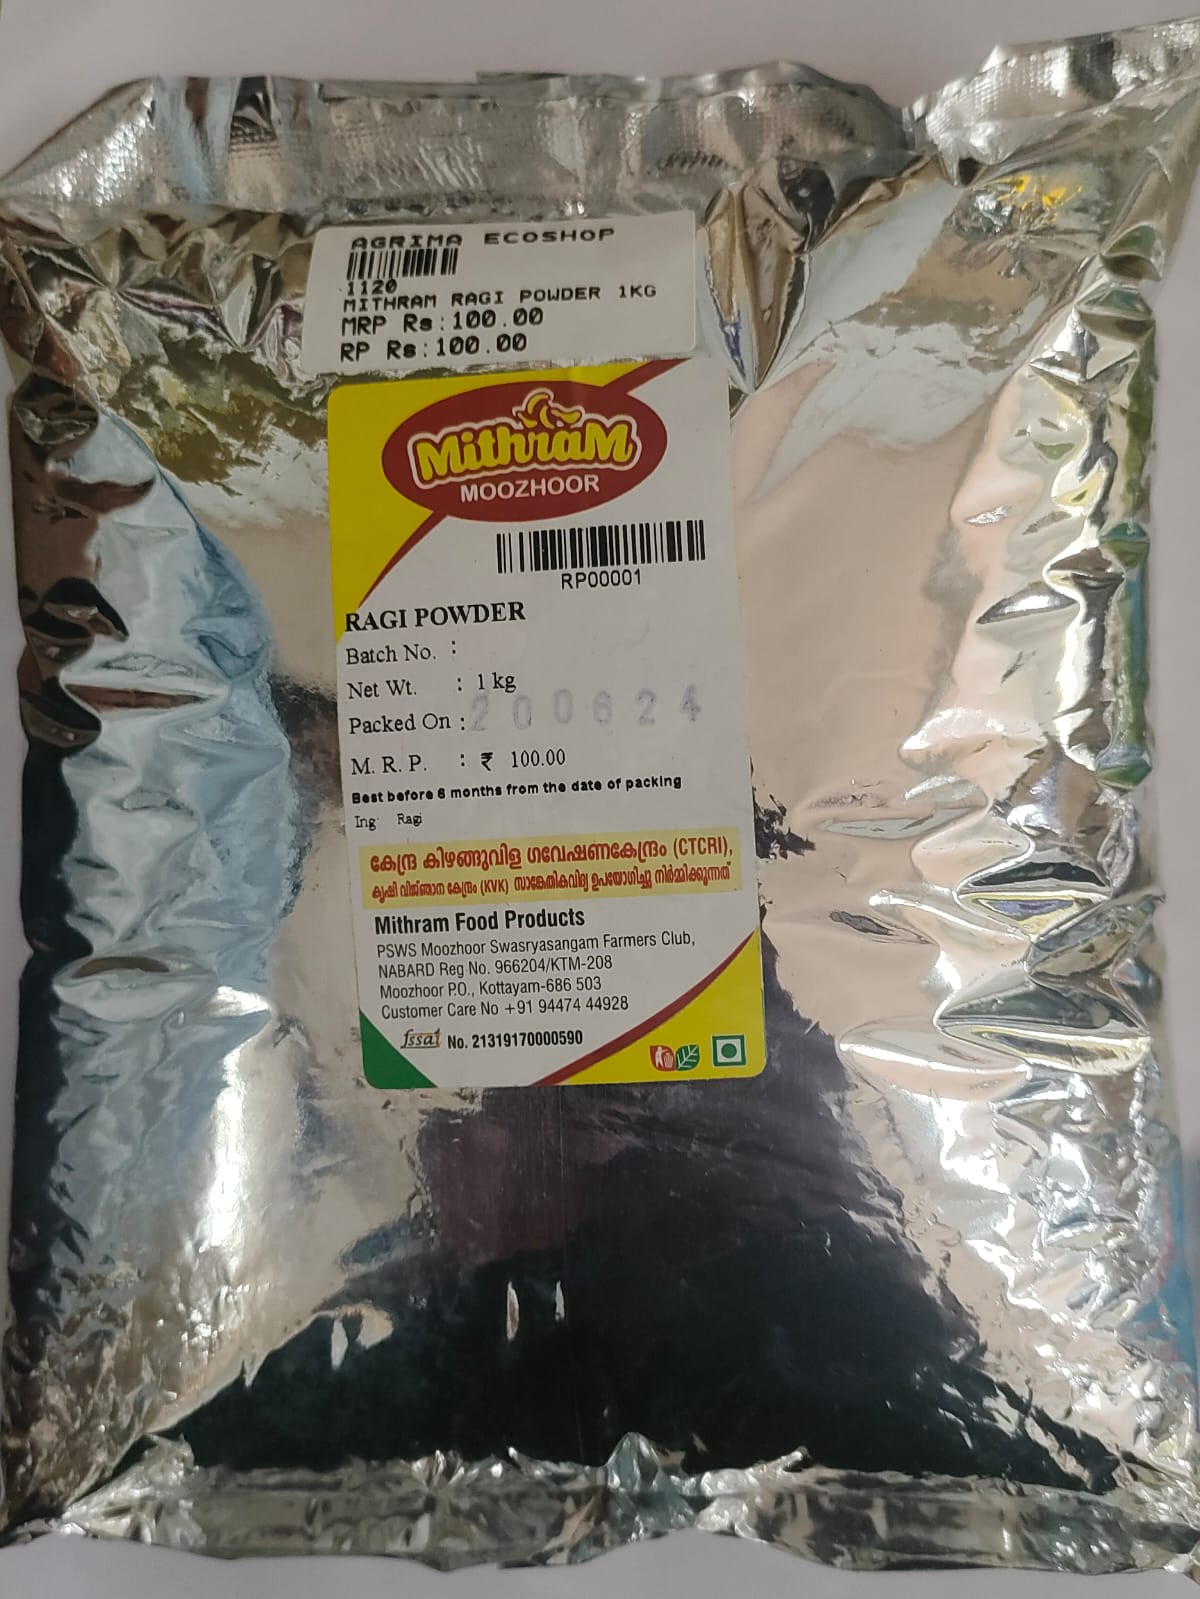 AGRIMA ECOSHOP
1120
MITHRAM RAGI POWDER 1KG
MRP Rs:100.00
RP Rs:100.00
MithraM
MOOZHOOR
RP00001
RAGI POWDER
Batch No. :
Net Wt. : 1 kg
Packed On : 200624
M. R. P. : ₹ 100.00
Best before 6 months from the date of packing
Ing Ragi
കേന്ദ്ര കിഴങ്ങുവിള ഗവേഷണകേന്ദ്രം (CTCRI),
കൃഷി വിജ്ഞാന കേന്ദ്രം (KVK) സാങ്കേതികവിദ്യ ഉപയോഗിച്ചു നിർമ്മിക്കുന്നത്
Mithram Food Products
PSWS Moozhoor Swasryasangam Farmers Club,
NABARD Reg No. 966204/KTM-208
Moozhoor P.O., Kottayam-686 503
Customer Care No +91 94474 44928
fssai No. 21319170000590